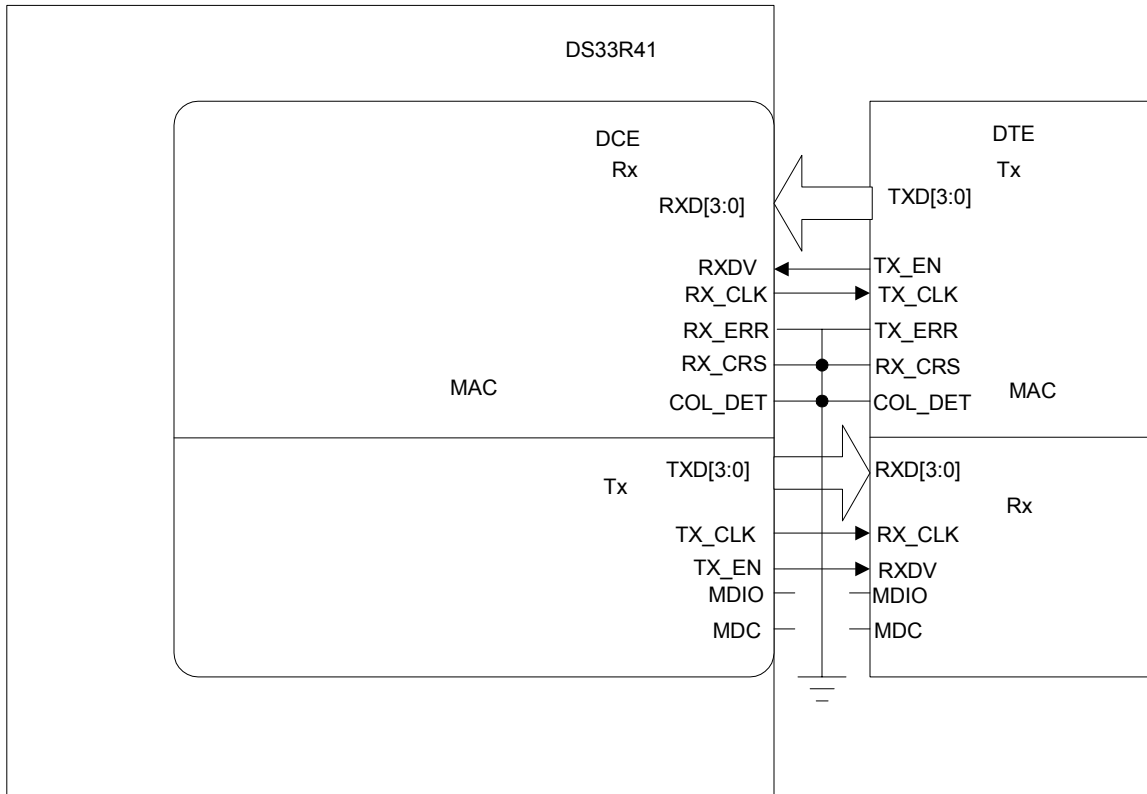 DS33R41
DCE
DTE
Rx
Tx
RXD[3:0]
TXD[3:0]
RXDV
TX_EN
RX_CLK
TX_CLK
RX_ERR
TX_ERR
RX_CRS
RX_CRS
MAC
MAC
COL_DET
COL_DET
TXD[3:0]
RXD[3:0]
Tx
Rx
TX_CLK
RX_CLK
TX_EN
RXDV
MDIO
MDIO
MDC
MDC